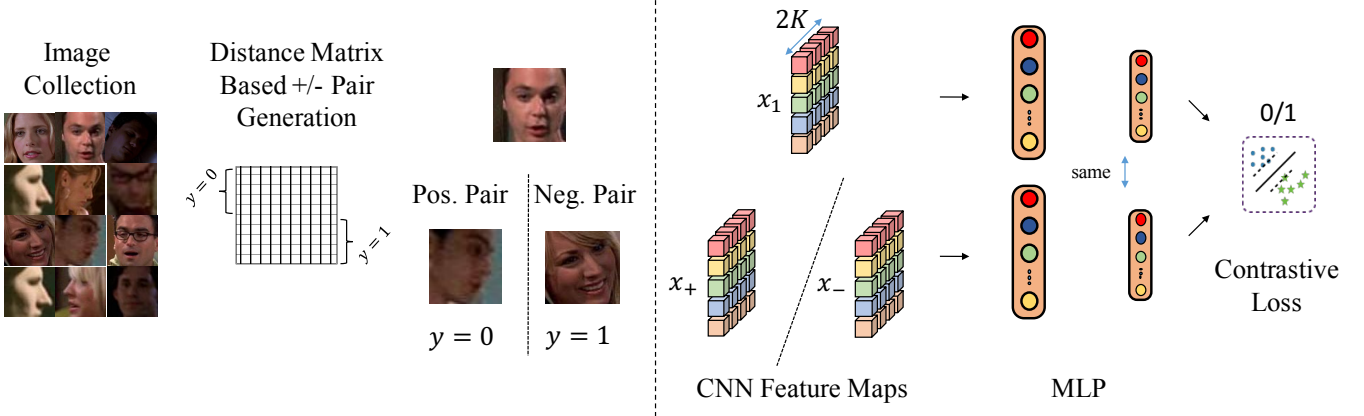 Image
Collection
Distance Matrix
Based +/- Pair
Generation
y = 0
y = 1
Pos. Pair
Neg. Pair
y = 0
y = 1
2K
x₁
x₊
x₋
CNN Feature Maps
same
MLP
0/1
Contrastive
Loss